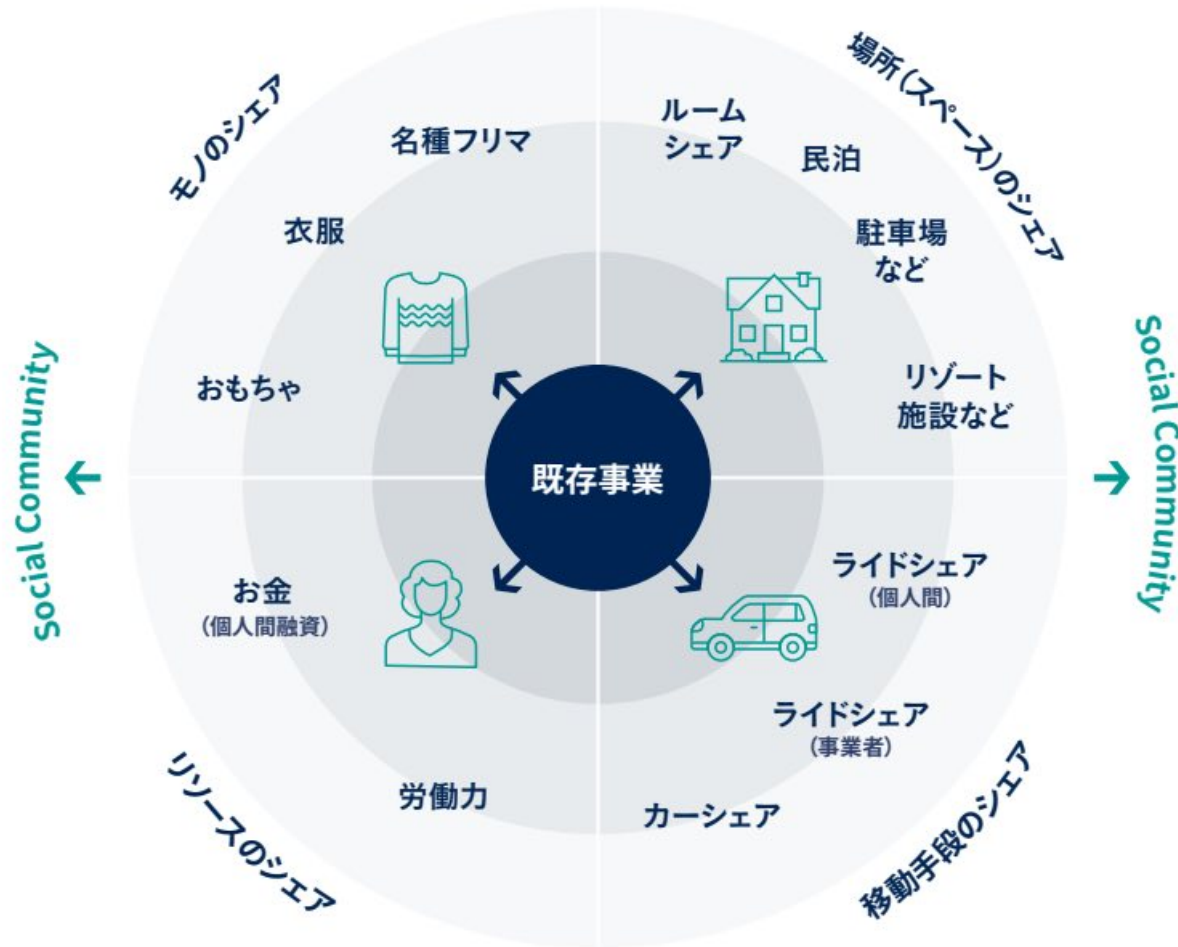 モノのシェア
名種フリマ
衣服
おもちゃ
場所（スペース）のシェア
ルーム
シェア
民泊
駐車場
など
リゾート
施設など
Social Community
既存事業
Social Community
お金
（個人間融資）
労働力
リソースのシェア
ライドシェア
（個人間）
ライドシェア
（事業者）
カーシェア
移動手段のシェア